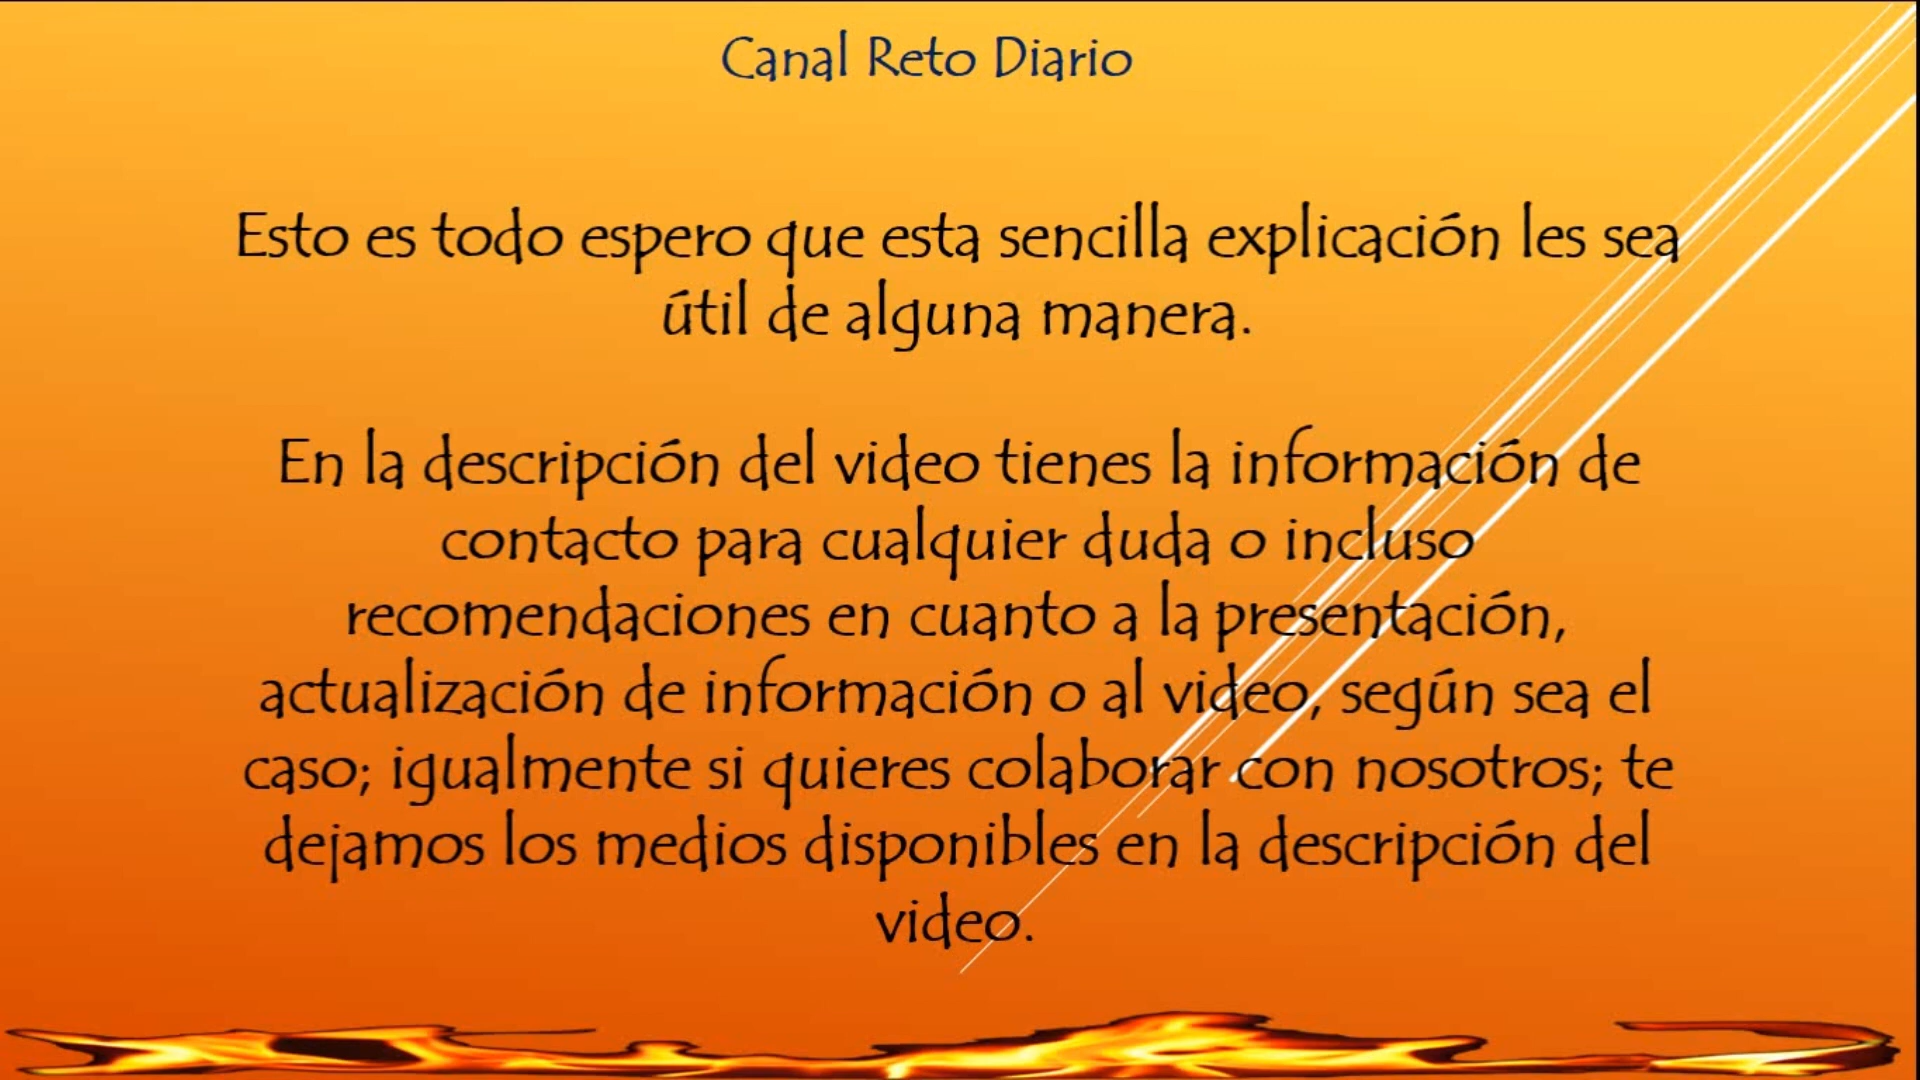 Canal Reto Diario
Esto es todo espero que esta sencilla explicación les sea
útil de alguna manera.
En la descripción del video tienes la información de
contacto para cualquier duda o incluso
recomendaciones en cuanto a la presentación,
actualización de información o al video, según sea el
caso; igualmente si quieres colaborar con nosotros; te
dejamos los medios disponibles en la descripción del
video.